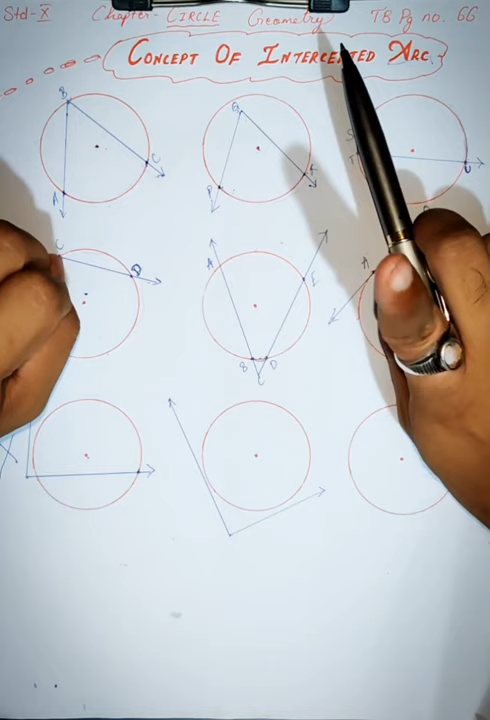 Std-X Chapter- CIRCLE Geometry TB Pg no. 66
CONCEPT OF INTERCEPTED ARC.
B
C
A
G
P
S
T
U
C
D
A
E
B
D
C
A